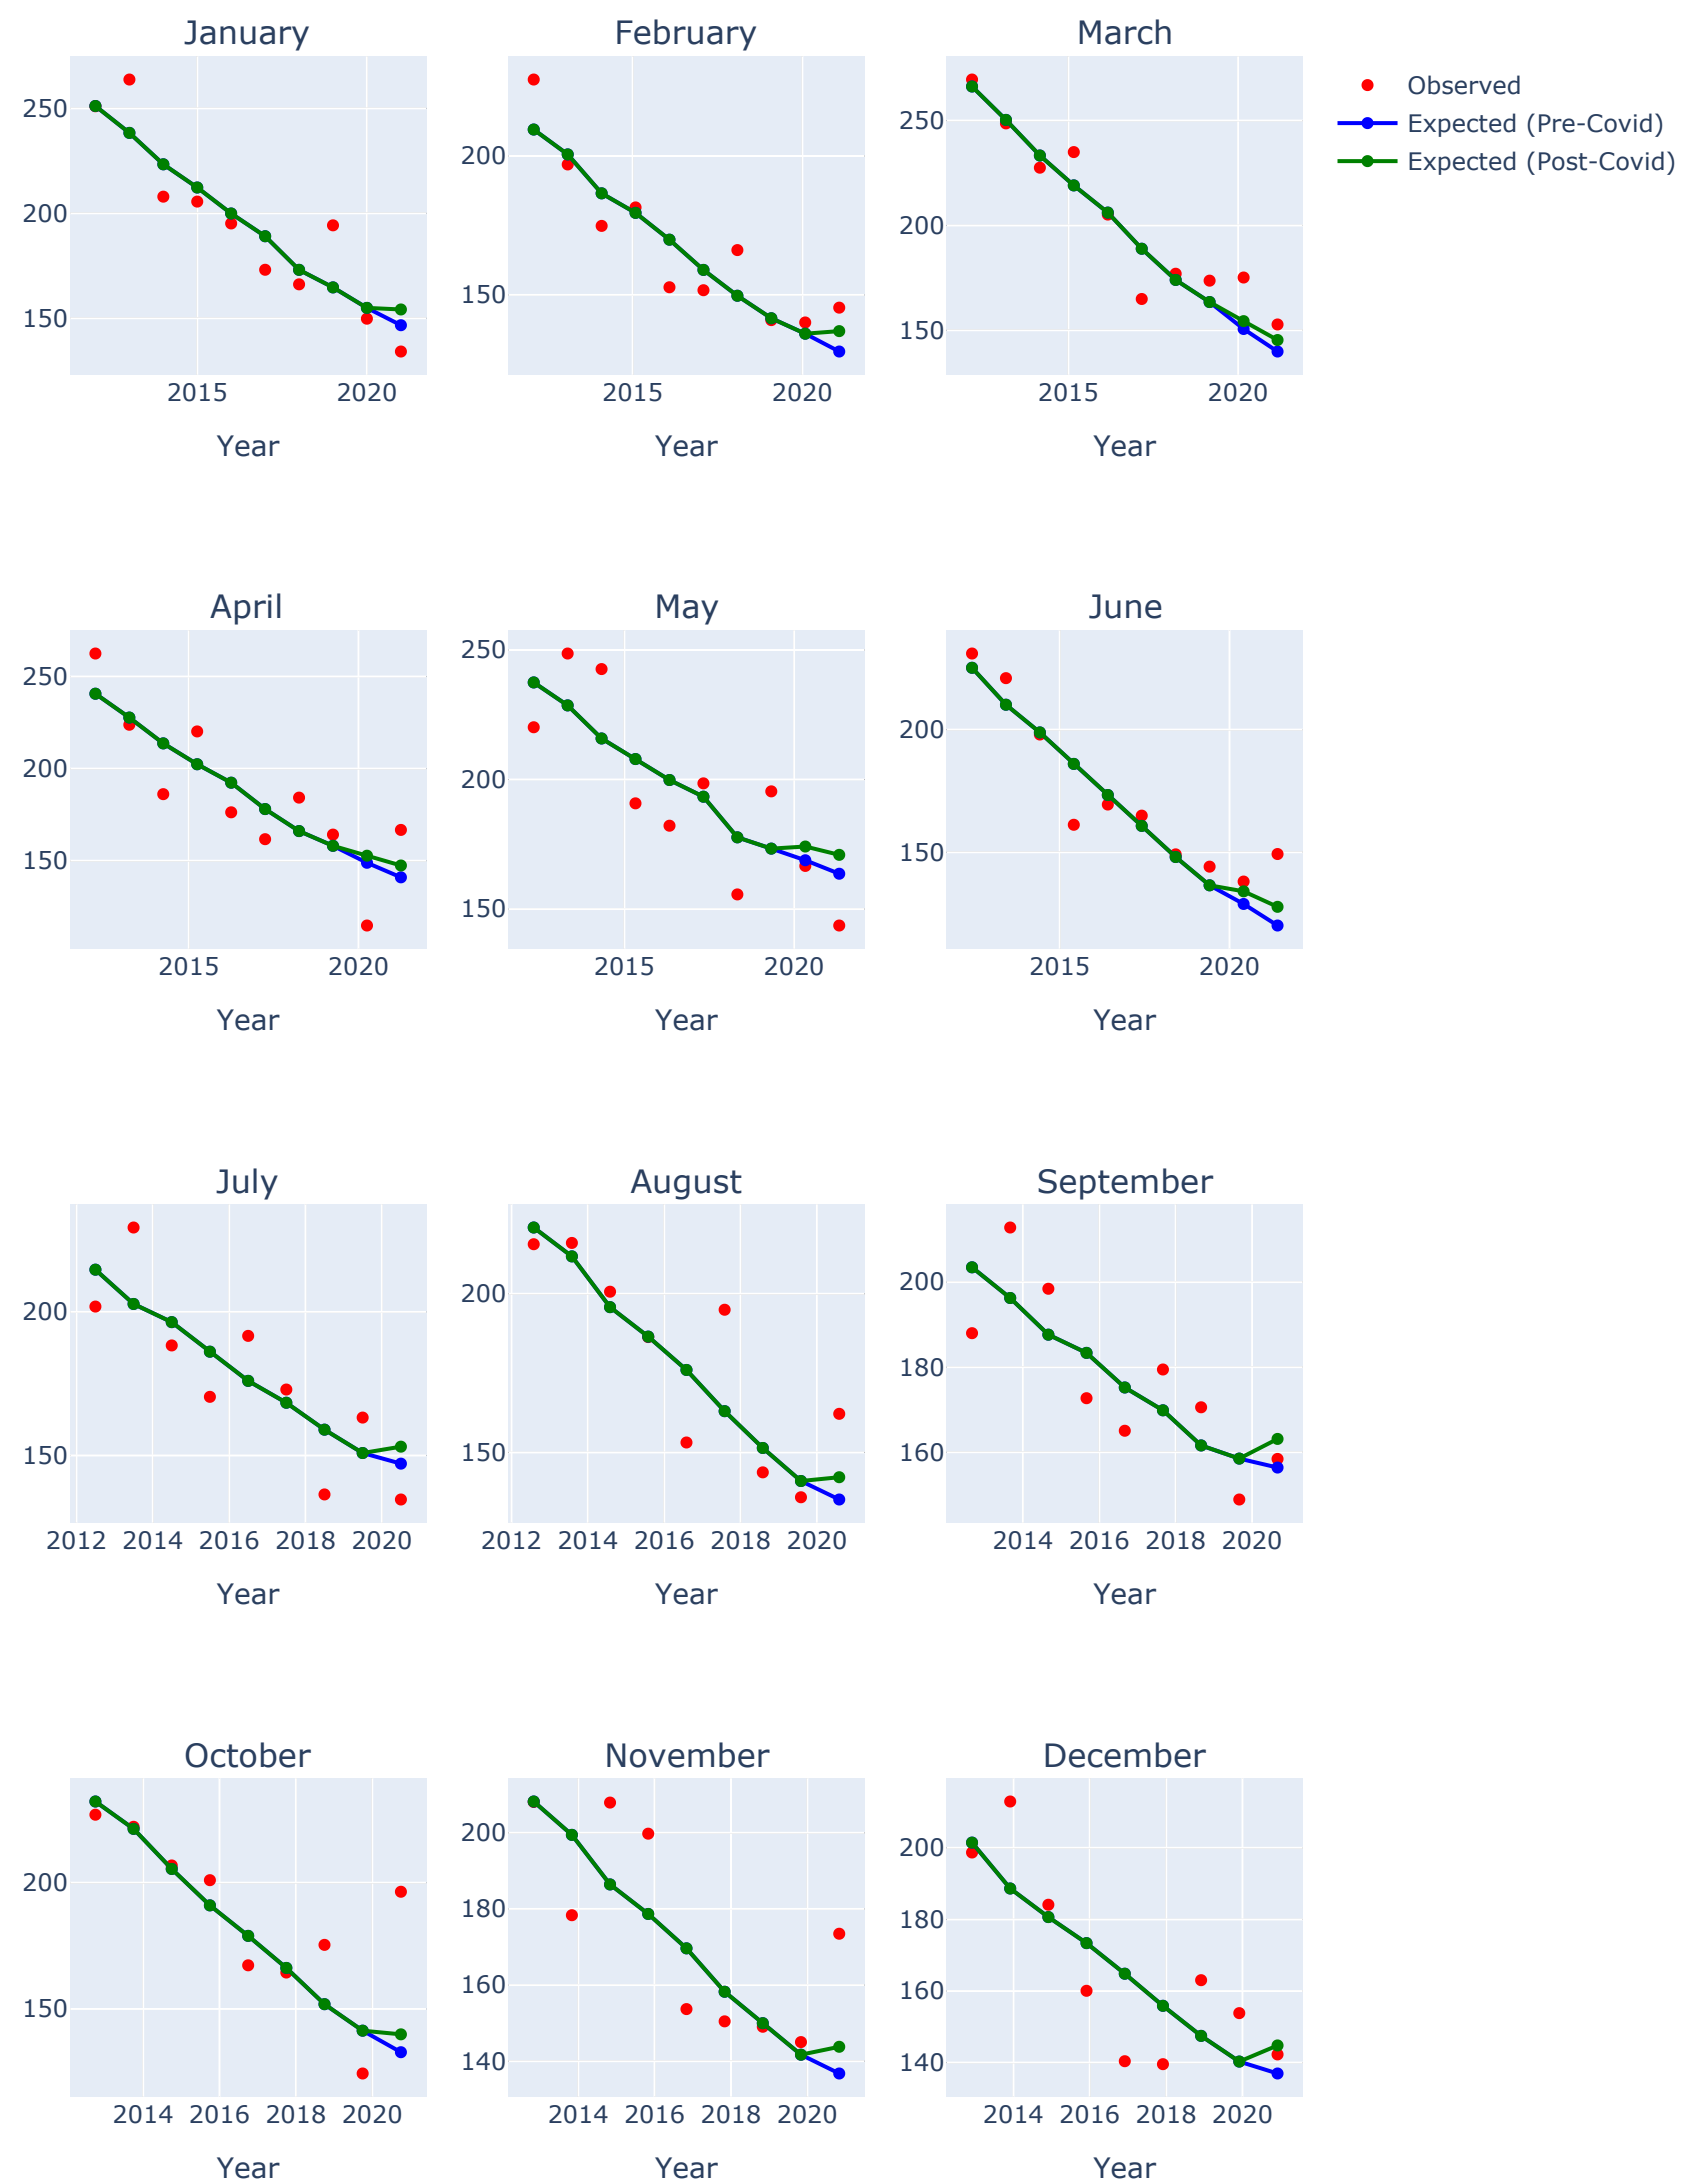 January February March
Observed
Expected (Pre-Covid)
Expected (Post-Covid)
250 200 150
200 150
250 200 150
2015 2020 2015 2020 2015 2020
Year Year Year
April May June
250 200 150
250 200 150
200 150
2015 2020 2015 2020 2015 2020
Year Year Year
July August September
200 150
200 150
200 180 160
2012 2014 2016 2018 2020 2012 2014 2016 2018 2020 2014 2016 2018 2020
Year Year Year
October November December
200 150
200 180 160 140
200 180 160 140
2014 2016 2018 2020 2014 2016 2018 2020 2014 2016 2018 2020
Year Year Year